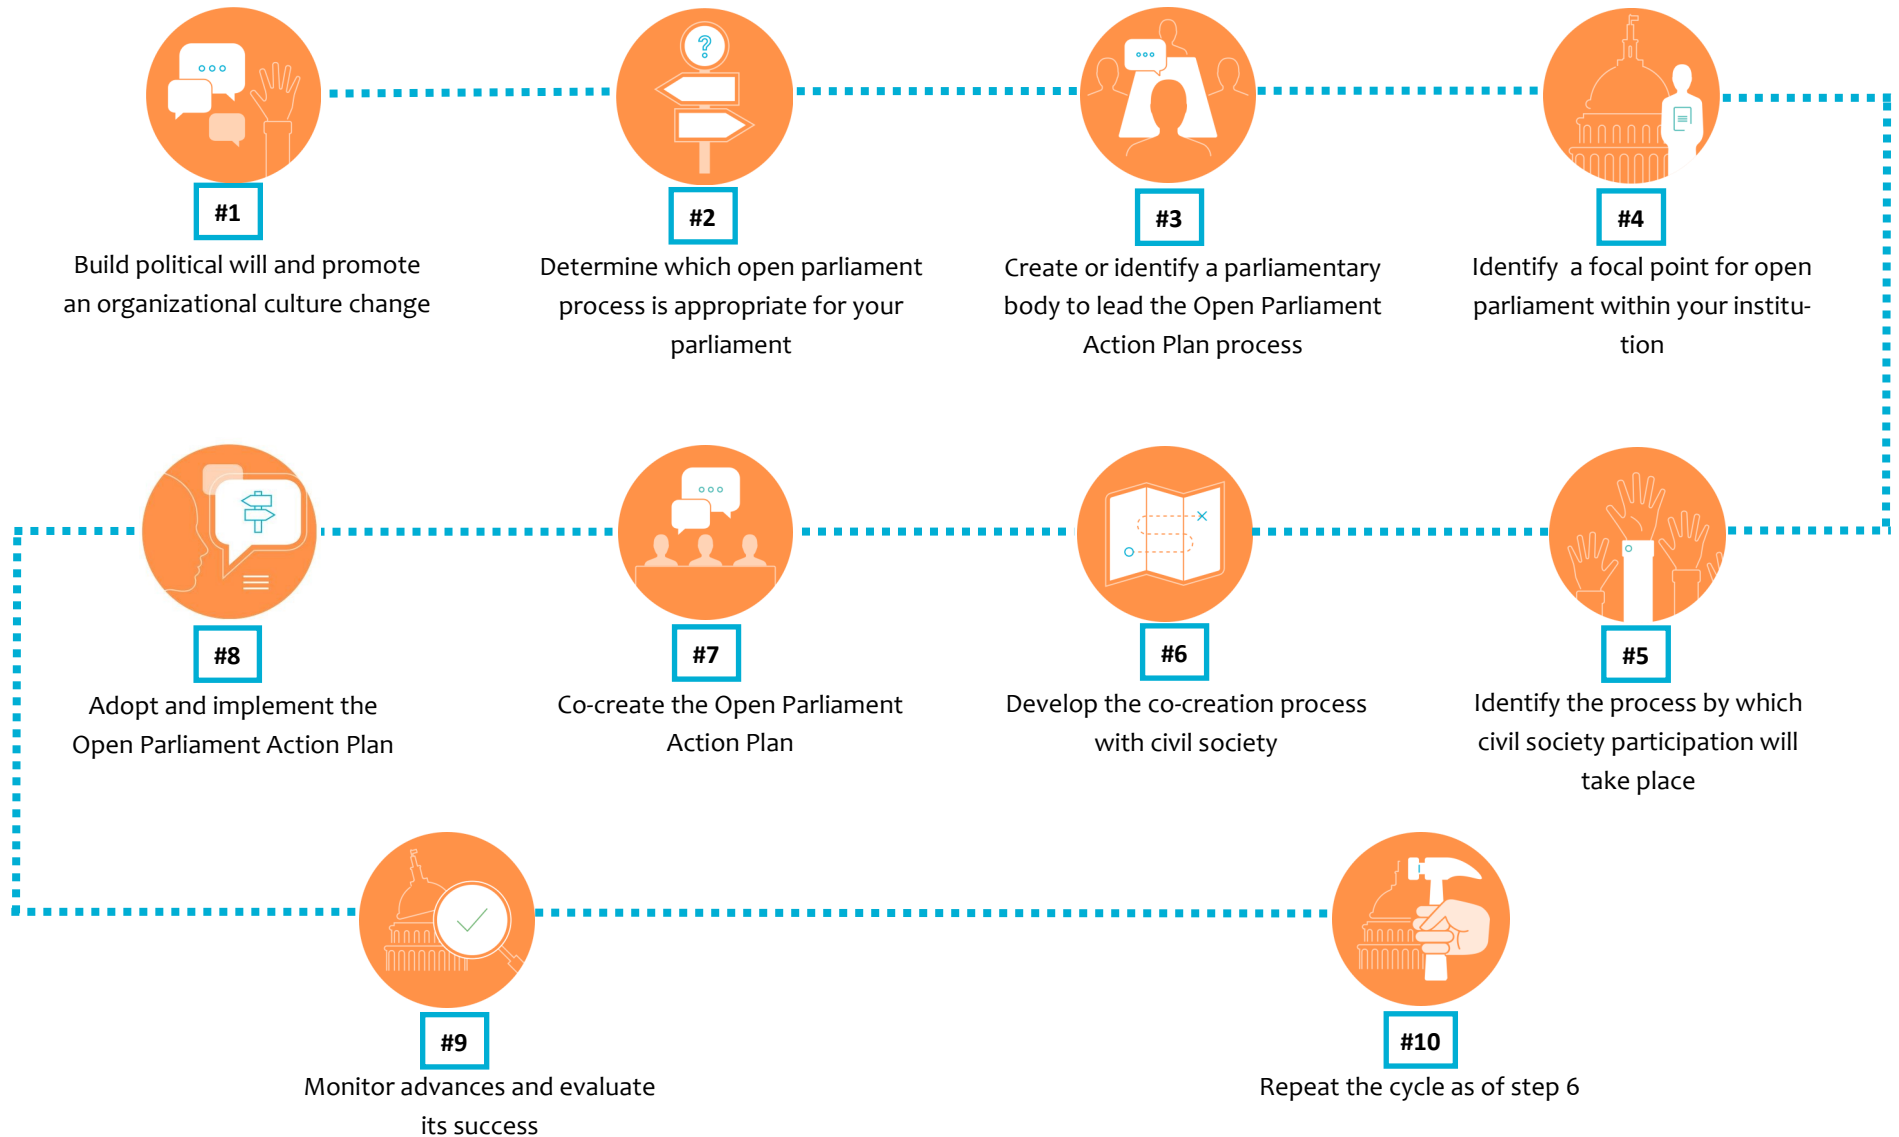 #1
Build political will and promote
an organizational culture change
#2
Determine which open parliament
process is appropriate for your
parliament
#3
Create or identify a parliamentary
body to lead the Open Parliament
Action Plan process
#4
Identify  a focal point for open
parliament within your institu-
tion
#5
Identify the process by which
civil society participation will
take place
#6
Develop the co-creation process
with civil society
#7
Co-create the Open Parliament
Action Plan
#8
Adopt and implement the
Open Parliament Action Plan
#9
Monitor advances and evaluate
its success
#10
Repeat the cycle as of step 6